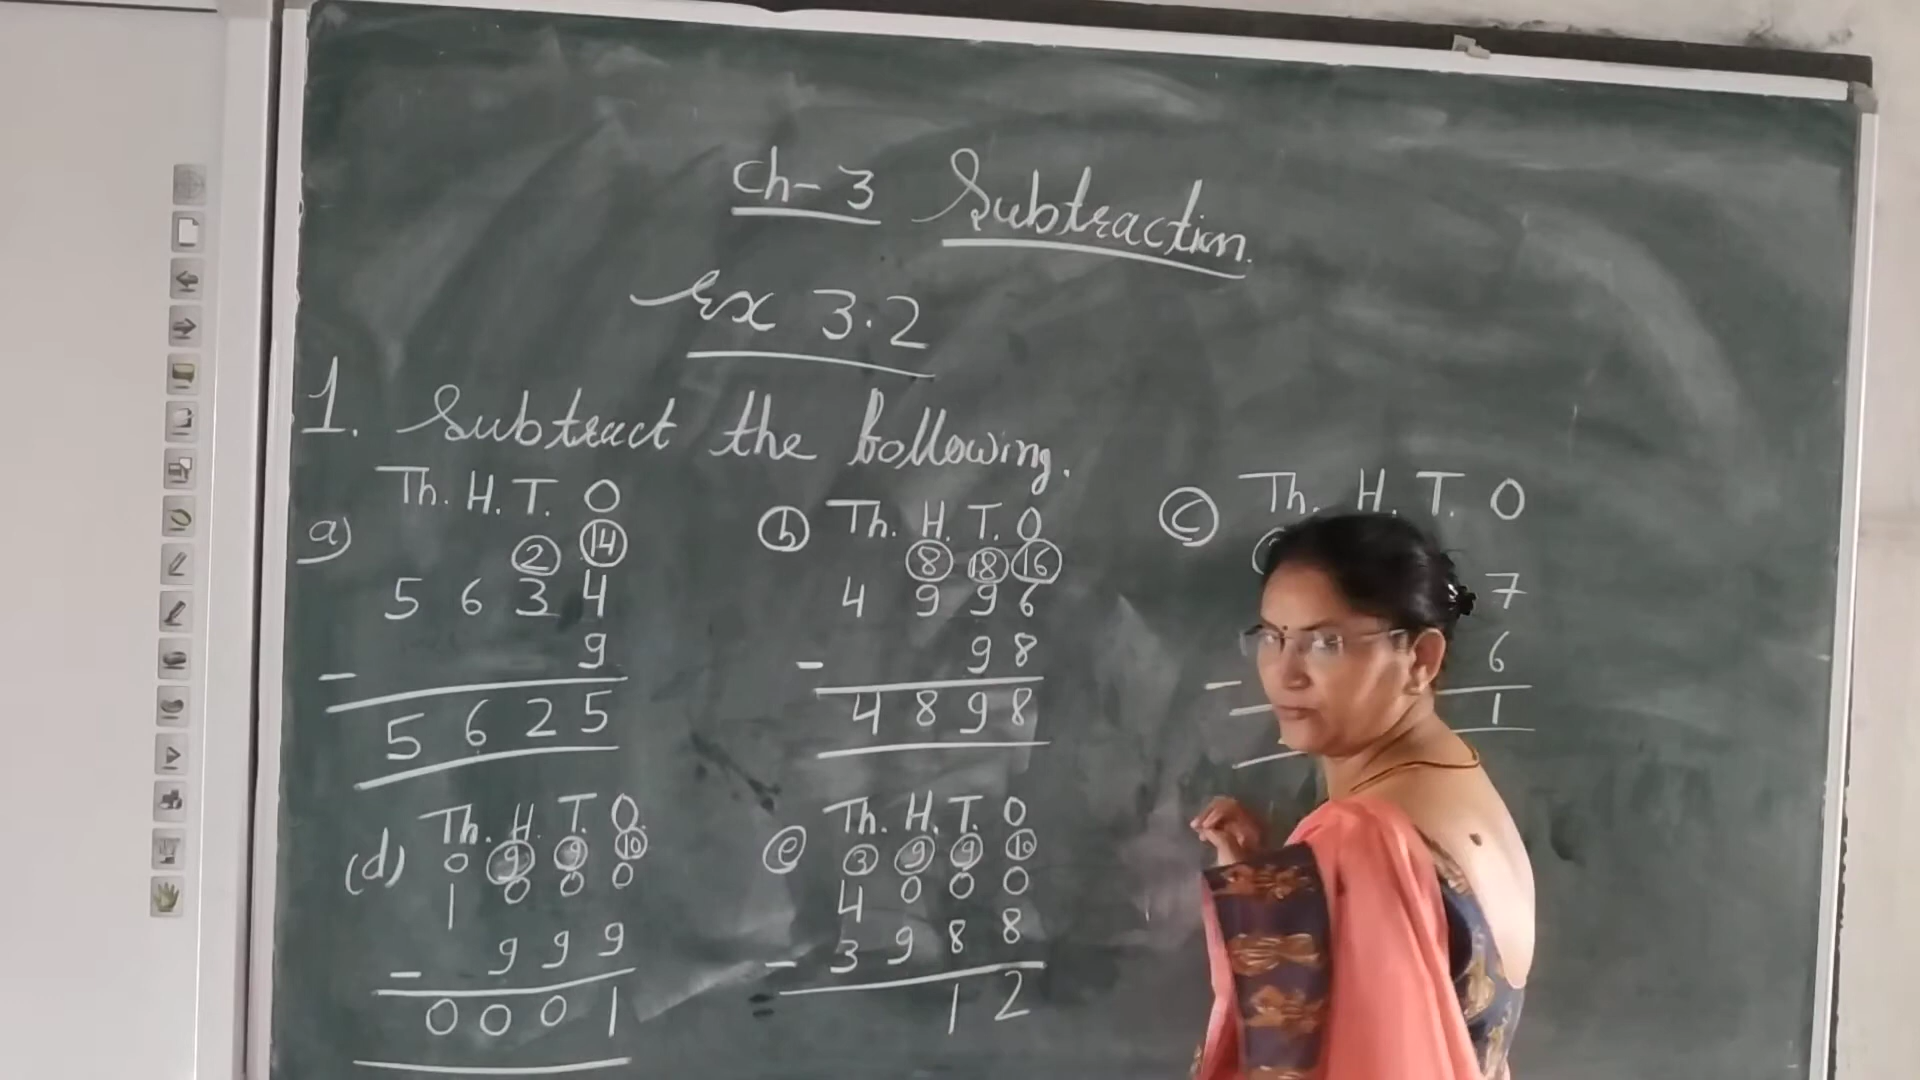 Ch-3 Subtraction.
Ex 3.2
1. Subtract the following.
a) Th. H. T. O
2 14
5 6 3 4
- 9
5 6 2 5
b Th. H. T. O
8 18 16
4 9 9 6
- 9 8
4 8 9 8
c Th. H. T. O
7
- 6
1
(d) Th. H. T. O.
0 9 9 10
1 0 0 0
- 9 9 9
0 0 0 1
e Th. H. T. O
3 9 9 10
4 0 0 0
- 3 9 8 8
1 2